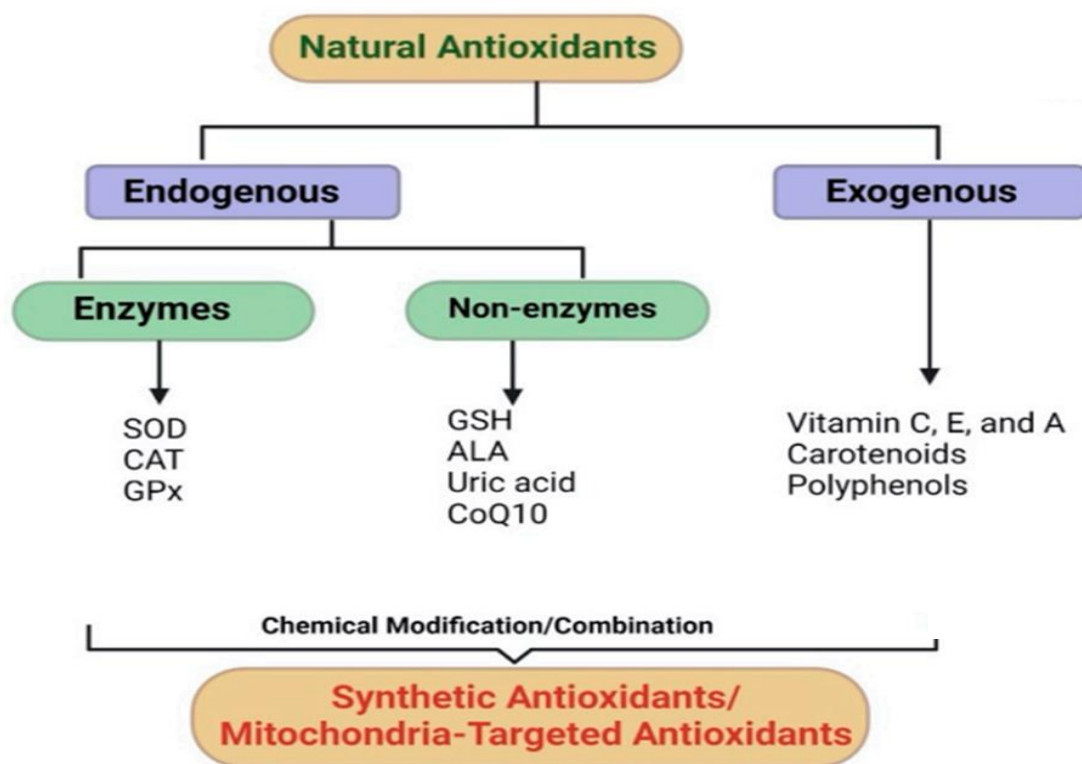 Natural Antioxidants
Endogenous
Exogenous
Enzymes
Non-enzymes
SOD
CAT
GPx
GSH
ALA
Uric acid
CoQ10
Vitamin C, E, and A
Carotenoids
Polyphenols
Chemical Modification/Combination
Synthetic Antioxidants/
Mitochondria-Targeted Antioxidants